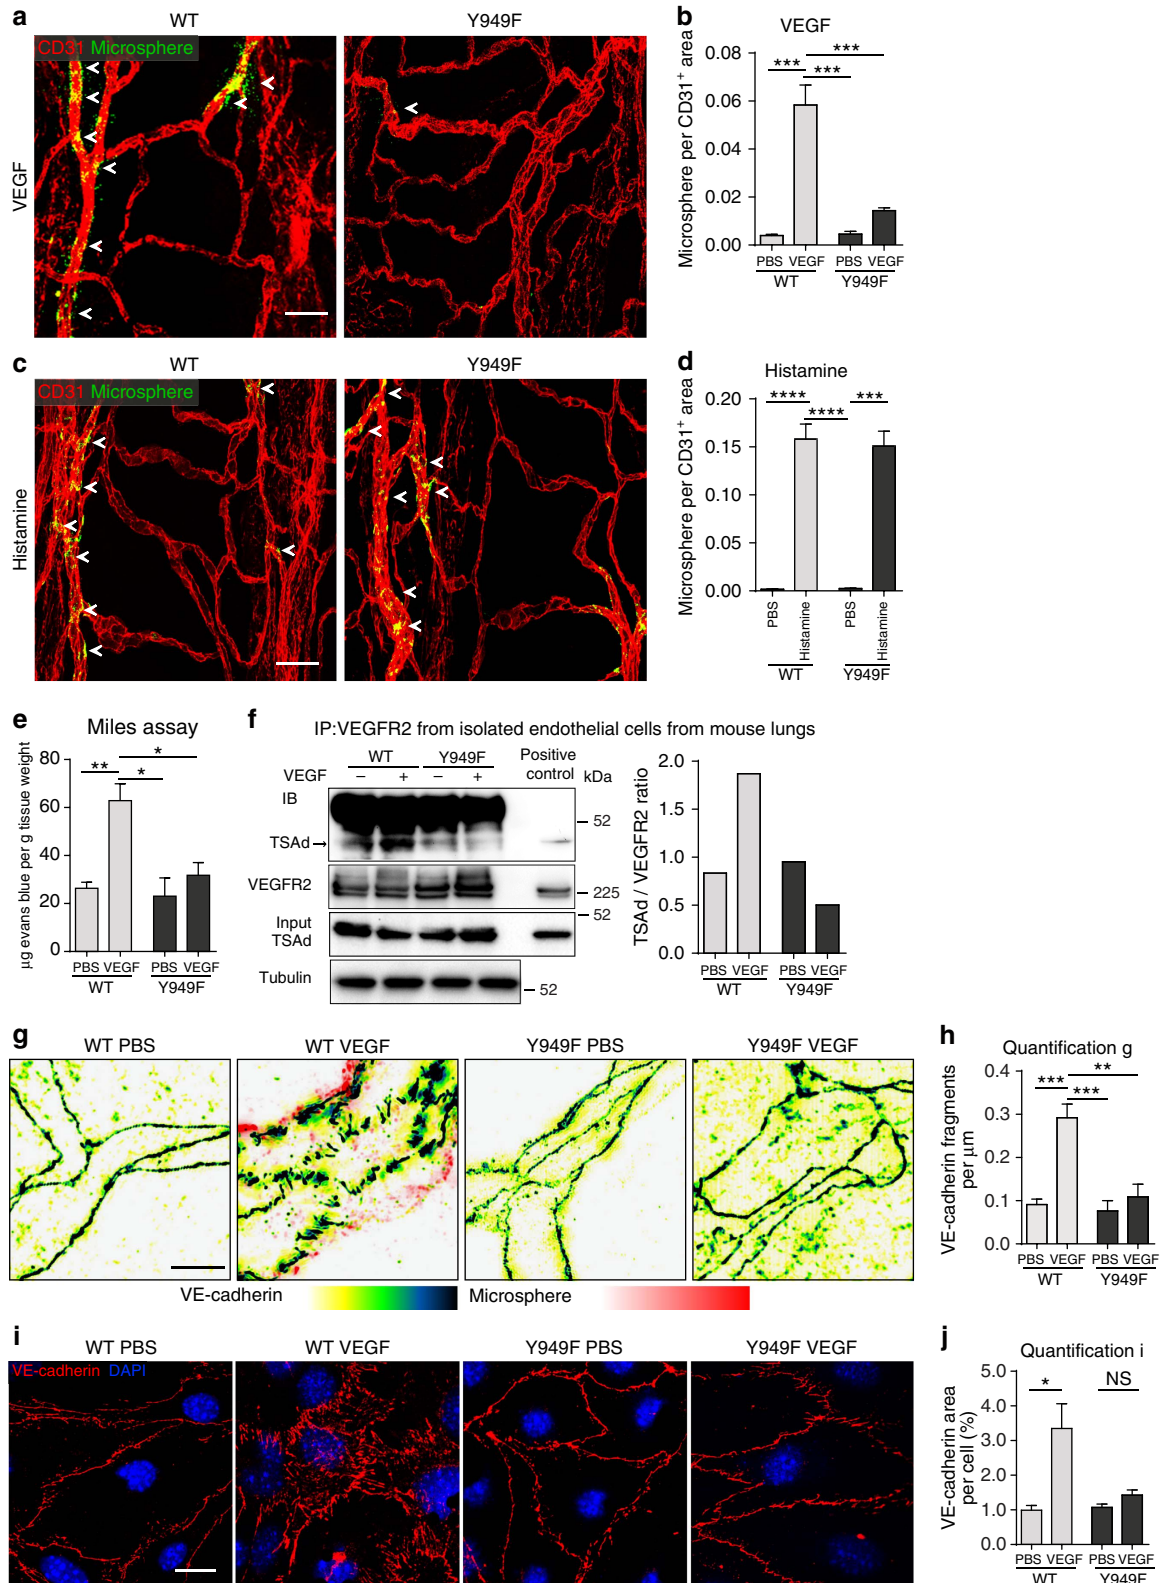 a
WT
Y949F
CD31 Microsphere
VEGF
b
VEGF
Microsphere per CD31+ area
0.08
0.06
0.04
0.02
0.00
***
***
***
PBS VEGF PBS VEGF
WT Y949F
c
WT
Y949F
CD31 Microsphere
Histamine
d
Histamine
Microsphere per CD31+ area
0.20
0.15
0.10
0.05
0.00
****
****
***
PBS Histamine PBS Histamine
WT Y949F
e
Miles assay
µg evans blue per g tissue weight
80
60
40
20
0
**
*
*
PBS VEGF PBS VEGF
WT Y949F
f
IP:VEGFR2 from isolated endothelial cells from mouse lungs
WT Y949F Positive control kDa
VEGF – + – +
IB
52
TSAd→
VEGFR2
225
52
Input TSAd
Tubulin
52
TSAd / VEGFR2 ratio
2.0
1.5
1.0
0.5
0.0
PBS VEGF PBS VEGF
WT Y949F
g
WT PBS
WT VEGF
Y949F PBS
Y949F VEGF
VE-cadherin
Microsphere
h
Quantification g
VE-cadherin fragments per µm
0.4
0.3
0.2
0.1
0.0
***
**
***
PBS VEGF PBS VEGF
WT Y949F
i
WT PBS
WT VEGF
Y949F PBS
Y949F VEGF
VE-cadherin DAPI
j
Quantification i
VE-cadherin area per cell (%)
5.0
4.0
3.0
2.0
1.0
0.0
*
NS
PBS VEGF PBS VEGF
WT Y949F